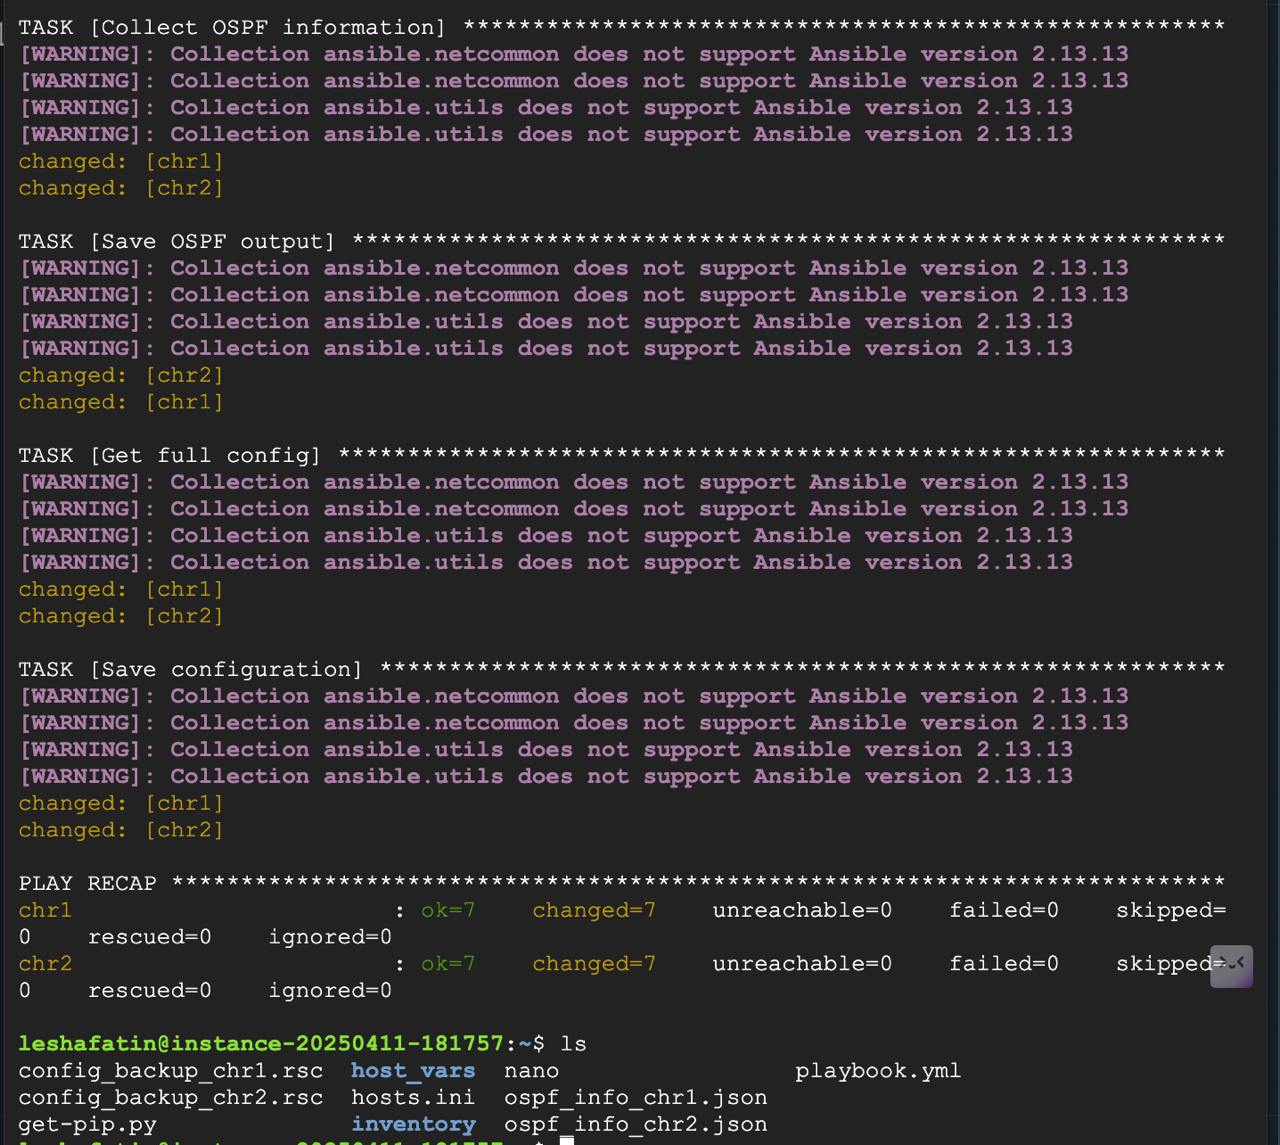 TASK [Collect OSPF information] *******************************************************
[WARNING]: Collection ansible.netcommon does not support Ansible version 2.13.13
[WARNING]: Collection ansible.netcommon does not support Ansible version 2.13.13
[WARNING]: Collection ansible.utils does not support Ansible version 2.13.13
[WARNING]: Collection ansible.utils does not support Ansible version 2.13.13
changed: [chr1]
changed: [chr2]
TASK [Save OSPF output] ***************************************************************
[WARNING]: Collection ansible.netcommon does not support Ansible version 2.13.13
[WARNING]: Collection ansible.netcommon does not support Ansible version 2.13.13
[WARNING]: Collection ansible.utils does not support Ansible version 2.13.13
[WARNING]: Collection ansible.utils does not support Ansible version 2.13.13
changed: [chr2]
changed: [chr1]
TASK [Get full config] ****************************************************************
[WARNING]: Collection ansible.netcommon does not support Ansible version 2.13.13
[WARNING]: Collection ansible.netcommon does not support Ansible version 2.13.13
[WARNING]: Collection ansible.utils does not support Ansible version 2.13.13
[WARNING]: Collection ansible.utils does not support Ansible version 2.13.13
changed: [chr1]
changed: [chr2]
TASK [Save configuration] *************************************************************
[WARNING]: Collection ansible.netcommon does not support Ansible version 2.13.13
[WARNING]: Collection ansible.netcommon does not support Ansible version 2.13.13
[WARNING]: Collection ansible.utils does not support Ansible version 2.13.13
[WARNING]: Collection ansible.utils does not support Ansible version 2.13.13
changed: [chr1]
changed: [chr2]
PLAY RECAP ****************************************************************************
chr1                       : ok=7    changed=7    unreachable=0    failed=0    skipped=
0    rescued=0    ignored=0
chr2                       : ok=7    changed=7    unreachable=0    failed=0    skipped=
0    rescued=0    ignored=0
leshafatin@instance-20250411-181757:~$ ls
config_backup_chr1.rsc  host_vars  nano                 playbook.yml
config_backup_chr2.rsc  hosts.ini  ospf_info_chr1.json
get-pip.py              inventory  ospf_info_chr2.json
leshafatin@instance-20250411-181757:~$